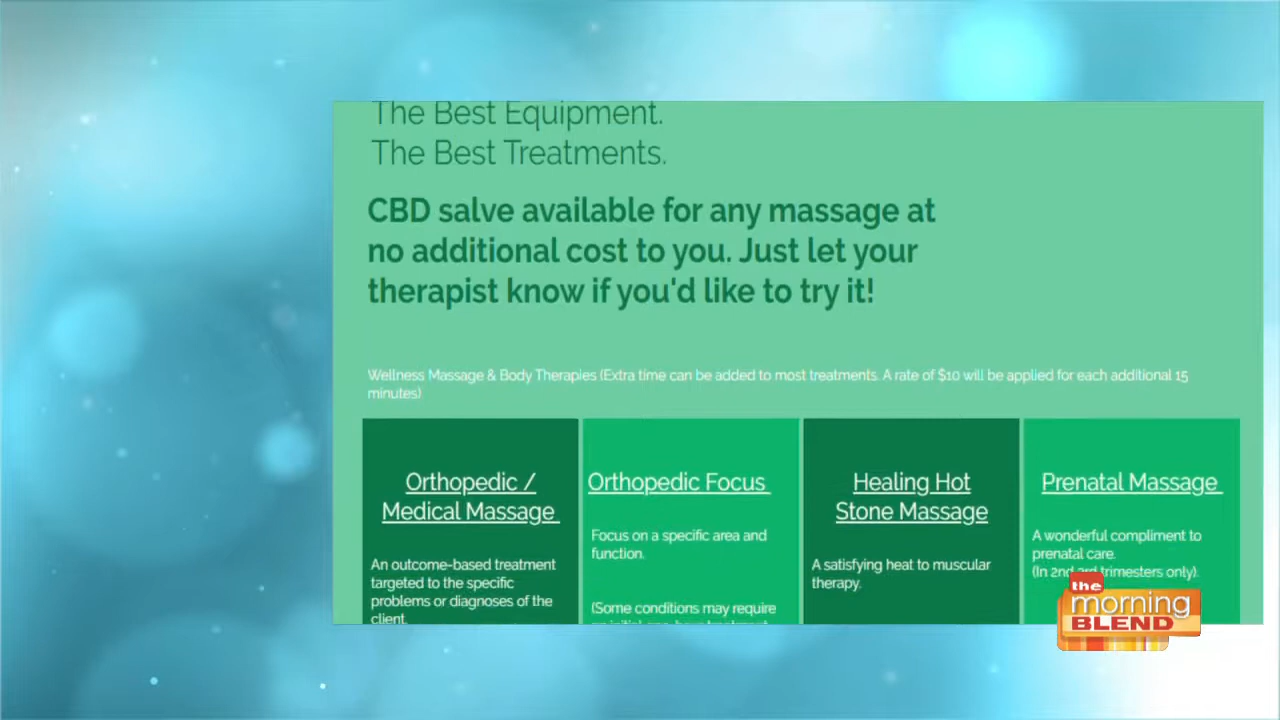 The Best Equipment.
The Best Treatments.
CBD salve available for any massage at
no additional cost to you. Just let your
therapist know if you'd like to try it!
Wellness Massage & Body Therapies (Extra time can be added to most treatments. A rate of $10 will be applied for each additional 15
minutes)
Orthopedic /
Medical Massage
An outcome-based treatment
targeted to the specific
problems or diagnoses of the
client.
Orthopedic Focus
Focus on a specific area and
function.
(Some conditions may require
Healing Hot
Stone Massage
A satisfying heat to muscular
therapy.
Prenatal Massage
A wonderful compliment to
prenatal care.
(In 2nd 3rd trimesters only).
the
morning
BLEND